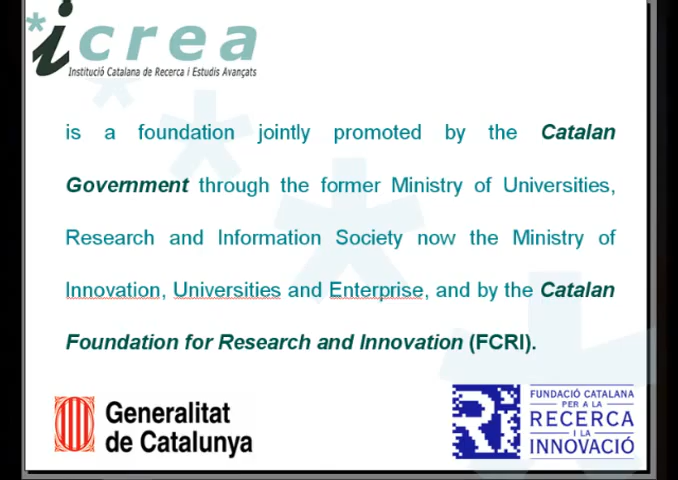 *icrea
Institució Catalana de Recerca i Estudis Avançats
is a foundation jointly promoted by the Catalan
Government through the former Ministry of Universities,
Research and Information Society now the Ministry of
Innovation, Universities and Enterprise, and by the Catalan
Foundation for Research and Innovation (FCRI).
Generalitat
de Catalunya
Ri
FUNDACIÓ CATALANA
PER A LA
RECERCA
I LA
INNOVACIÓ